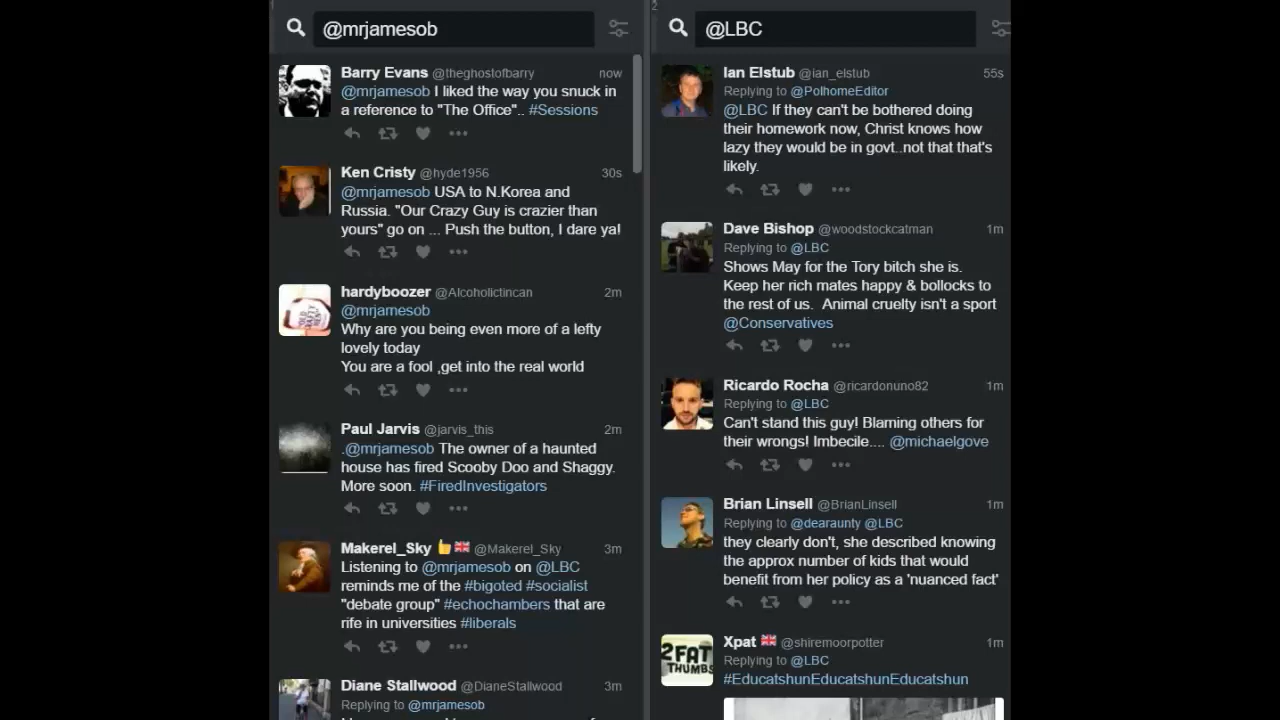 1
@mrjamesob
Barry Evans @theghostofbarry now
@mrjamesob I liked the way you snuck in
a reference to "The Office".. #Sessions
Ken Cristy @hyde1956 30s
@mrjamesob USA to N.Korea and
Russia. "Our Crazy Guy is crazier than
yours" go on ... Push the button, I dare ya!
hardyboozer @Alcoholictincan 2m
@mrjamesob
Why are you being even more of a lefty
lovely today
You are a fool ,get into the real world
Paul Jarvis @jarvis_this 2m
.@mrjamesob The owner of a haunted
house has fired Scooby Doo and Shaggy.
More soon. #FiredInvestigators
Makerel_Sky 👍🇬🇧 @Makerel_Sky 3m
Listening to @mrjamesob on @LBC
reminds me of the #bigoted #socialist
"debate group" #echochambers that are
rife in universities #liberals
Diane Stallwood @DianeStallwood 3m
Replying to @mrjamesob
2
@LBC
Ian Elstub @ian_elstub 55s
Replying to @PolhomeEditor
@LBC If they can't be bothered doing
their homework now, Christ knows how
lazy they would be in govt..not that that's
likely.
Dave Bishop @woodstockcatman 1m
Replying to @LBC
Shows May for the Tory bitch she is.
Keep her rich mates happy & bollocks to
the rest of us. Animal cruelty isn't a sport
@Conservatives
Ricardo Rocha @ricardonuno82 1m
Replying to @LBC
Can't stand this guy! Blaming others for
their wrongs! Imbecile.... @michaelgove
Brian Linsell @BrianLinsell 1m
Replying to @dearaunty @LBC
they clearly don't, she described knowing
the approx number of kids that would
benefit from her policy as a 'nuanced fact'
2FAT
THUMBS
Xpat 🇬🇧 @shiremoorpotter 1m
Replying to @LBC
#EducatshunEducatshunEducatshun